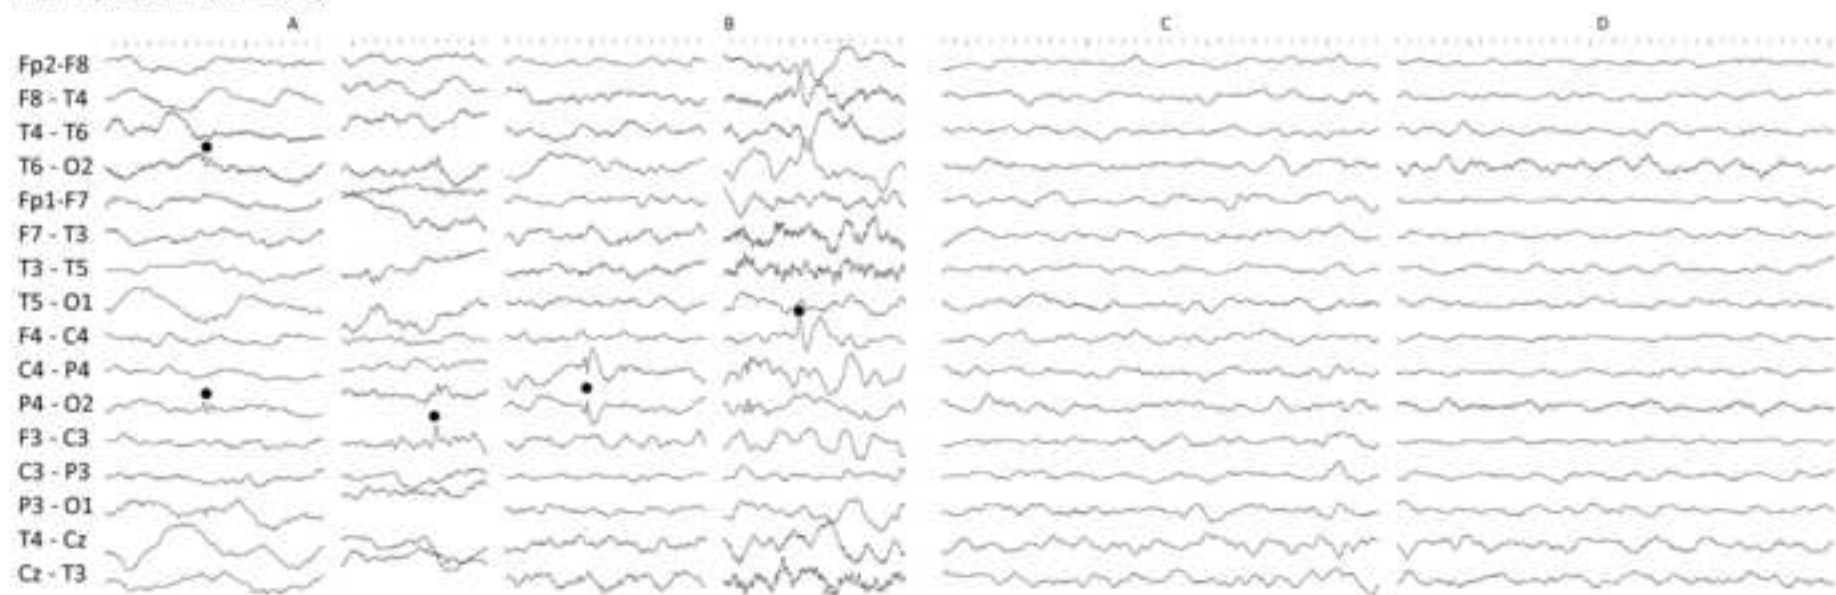 A B C D
Fp2-F8
F8 - T4
T4 - T6
T6 - O2
Fp1-F7
F7 - T3
T3 - T5
T5 - O1
F4 - C4
C4 - P4
P4 - O2
F3 - C3
C3 - P3
P3 - O1
T4 - Cz
Cz - T3